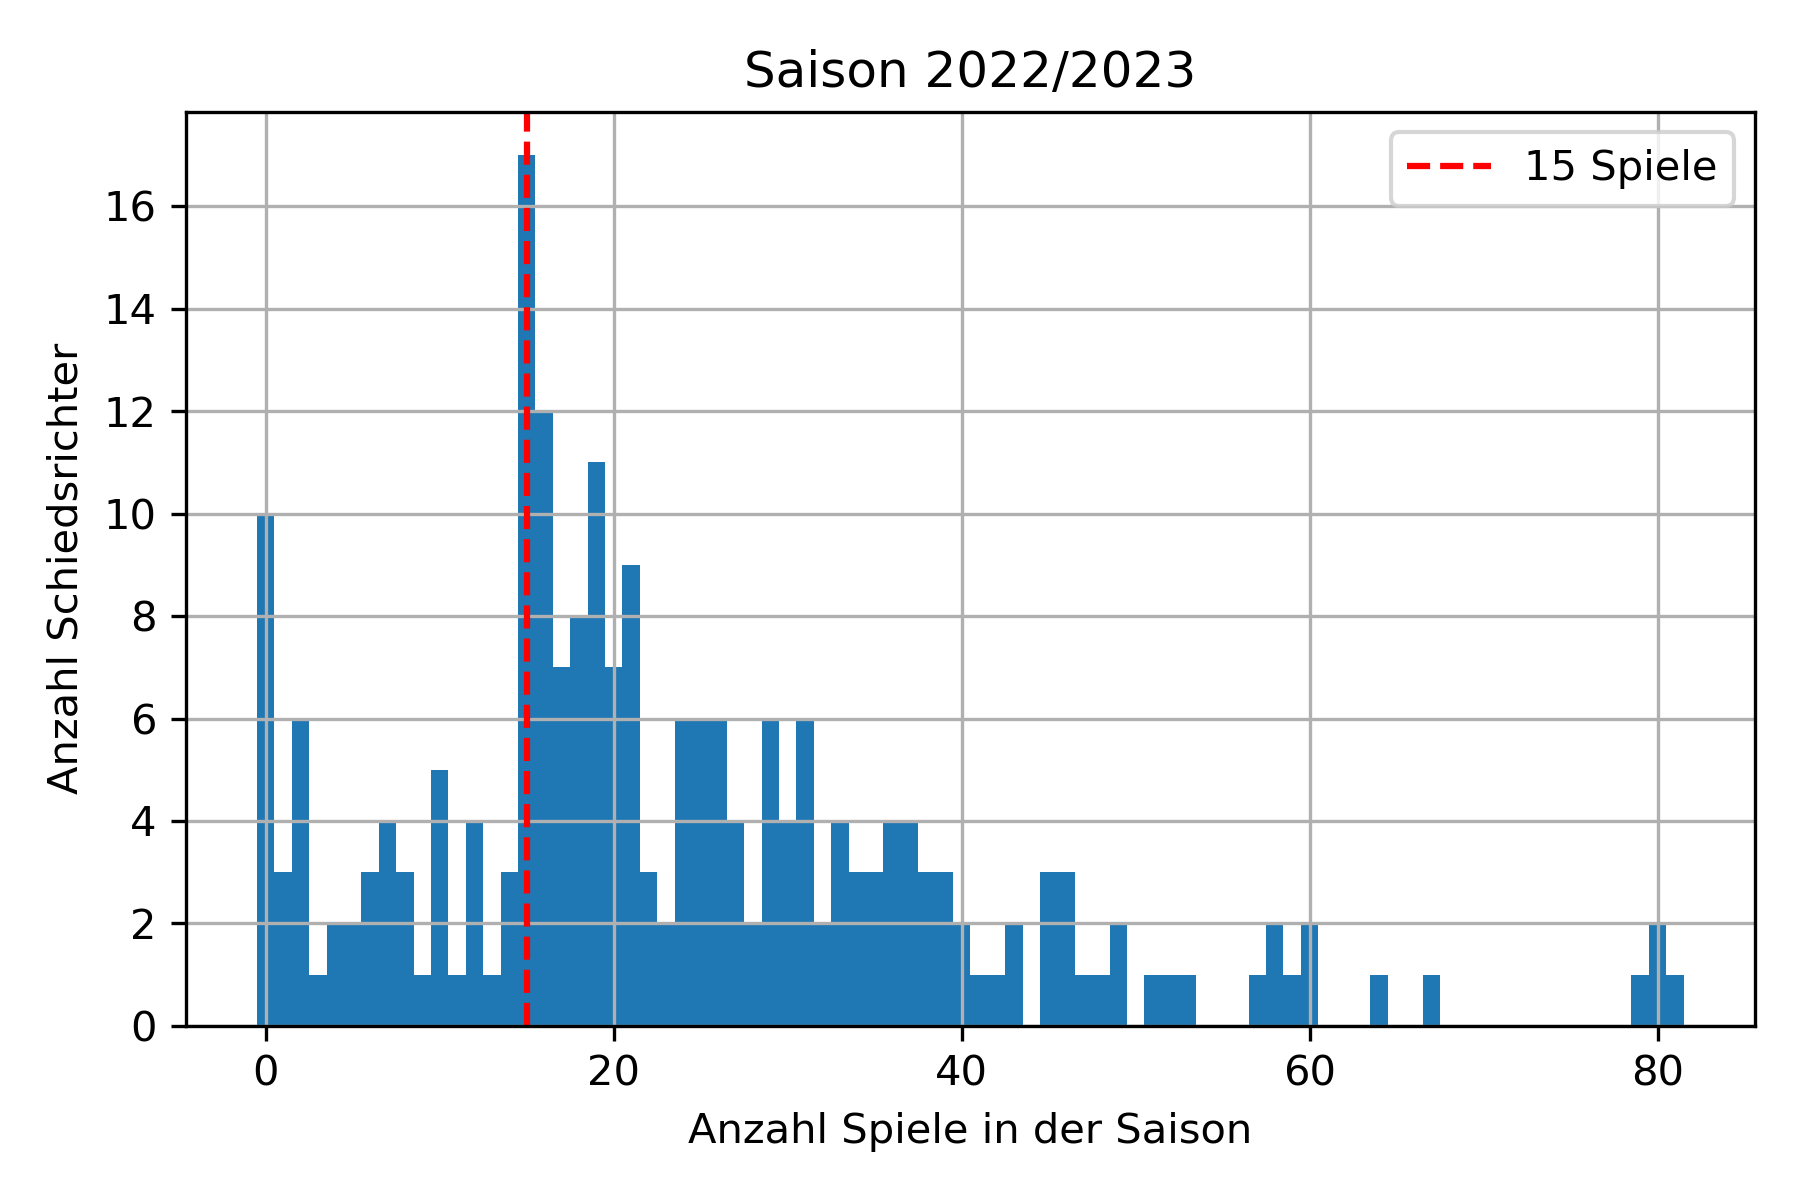 Saison 2022/2023
15 Spiele
Anzahl Schiedsrichter
16
14
12
10
8
6
4
2
0
0 20 40 60 80
Anzahl Spiele in der Saison